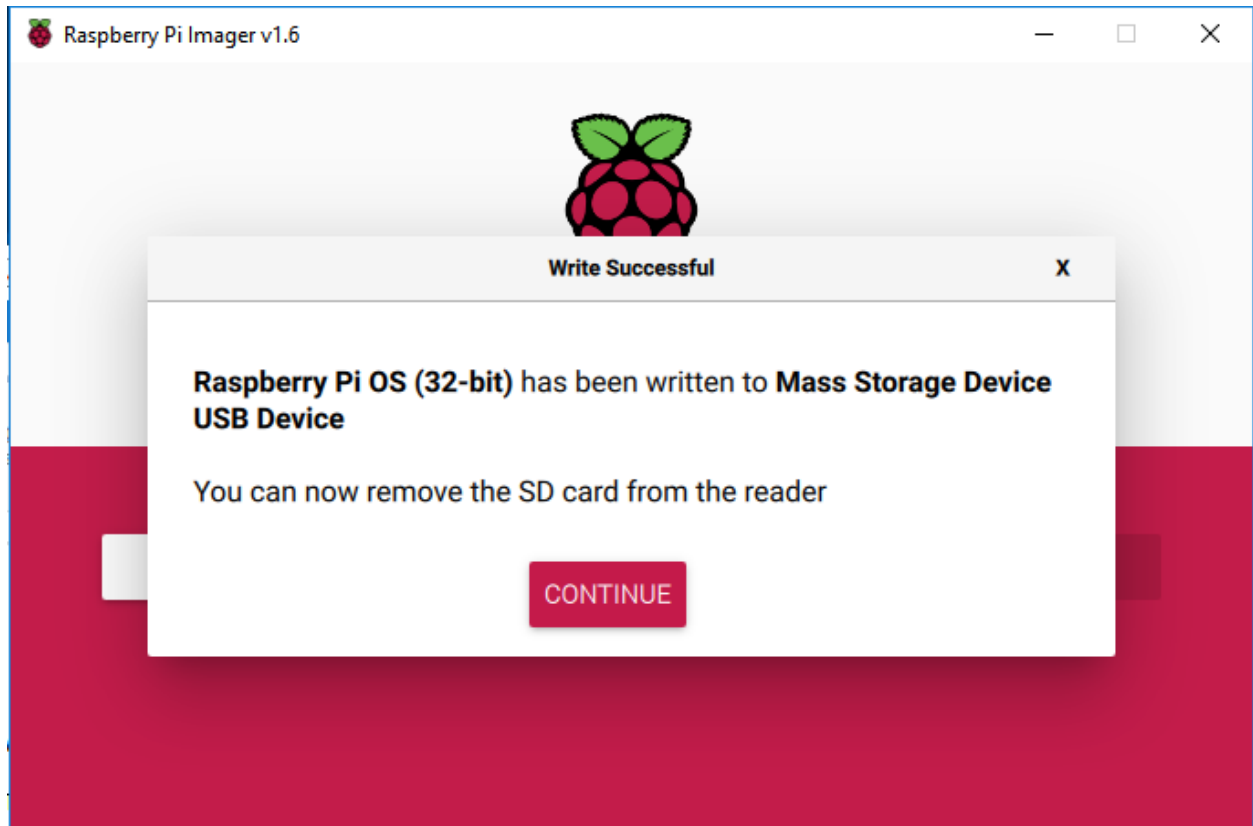 Raspberry Pi Imager v1.6
Write Successful
X
Raspberry Pi OS (32-bit) has been written to Mass Storage Device
USB Device
You can now remove the SD card from the reader
CONTINUE